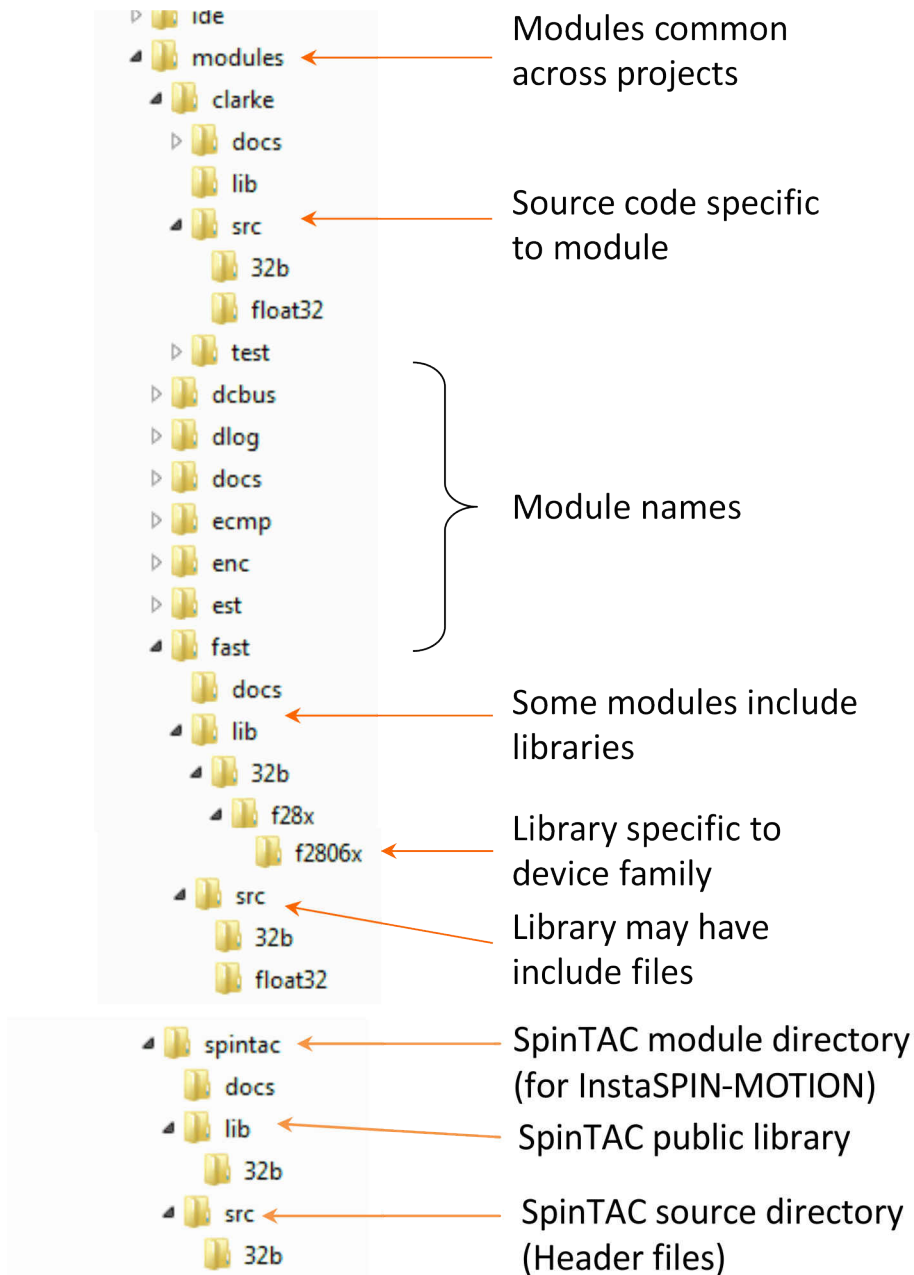 ide
Modules common
modules
across projects
clarke
docs
lib
Source code specific
src
to module
32b
float32
test
dcbus
dlog
docs
Module names
ecmp
enc
est
fast
docs
Some modules include
lib
libraries
32b
f28x
Library specific to
f2806x
device family
src
Library may have
32b
include files
float32
spintac
SpinTAC module directory
docs
(for InstaSPIN-MOTION)
lib
SpinTAC public library
32b
src
SpinTAC source directory
32b
(Header files)